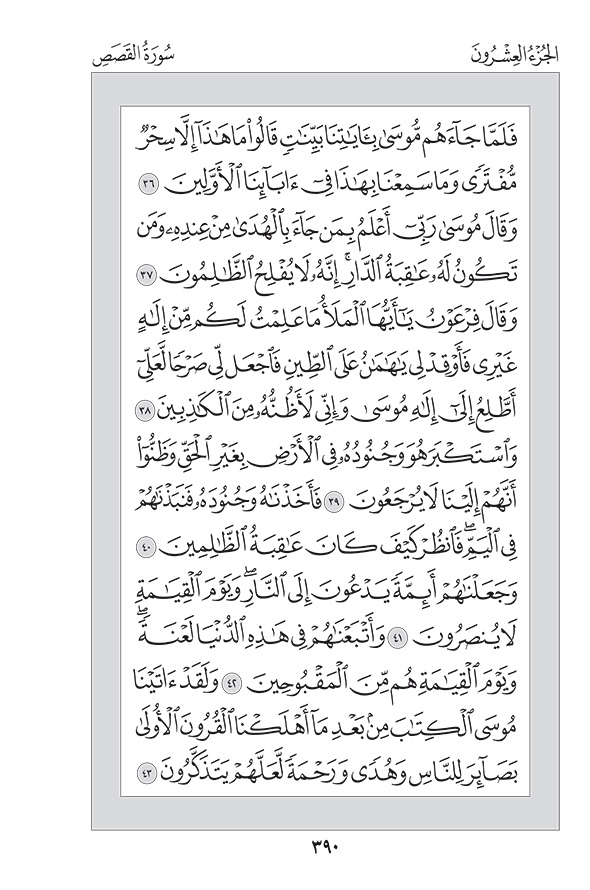 الجُزْءُ العِشْرُونَ
سُورَةُ القَصَصِ
فَلَمَّا جَآءَهُم مُّوسَىٰ بِـَٔايَٰتِنَا بَيِّنَٰتٖ قَالُواْ مَا هَٰذَآ إِلَّا سِحۡرٞ
مُّفۡتَرٗى وَمَا سَمِعۡنَا بِهَٰذَا فِيٓ ءَابَآئِنَا ٱلۡأَوَّلِينَ ٣٦
وَقَالَ مُوسَىٰ رَبِّيٓ أَعۡلَمُ بِمَن جَآءَ بِٱلۡهُدَىٰ مِنۡ عِندِهِۦ وَمَن
تَكُونُ لَهُۥ عَٰقِبَةُ ٱلدَّارِۚ إِنَّهُۥ لَا يُفۡلِحُ ٱلظَّٰلِمُونَ ٣٧
وَقَالَ فِرۡعَوۡنُ يَٰٓأَيُّهَا ٱلۡمَلَأُ مَا عَلِمۡتُ لَكُم مِّنۡ إِلَٰهٍ
غَيۡرِي فَأَوۡقِدۡ لِي يَٰهَٰمَٰنُ عَلَى ٱلطِّينِ فَٱجۡعَل لِّي صَرۡحٗا لَّعَلِّيٓ
أَطَّلِعُ إِلَىٰٓ إِلَٰهِ مُوسَىٰ وَإِنِّي لَأَظُنُّهُۥ مِنَ ٱلۡكَٰذِبِينَ ٣٨
وَٱسۡتَكۡبَرَ هُوَ وَجُنُودُهُۥ فِي ٱلۡأَرۡضِ بِغَيۡرِ ٱلۡحَقِّ وَظَنُّوٓاْ
أَنَّهُمۡ إِلَيۡنَا لَا يُرۡجَعُونَ ٣٩ فَأَخَذۡنَٰهُ وَجُنُودَهُۥ فَنَبَذۡنَٰهُمۡ
فِي ٱلۡيَمِّۖ فَٱنظُرۡ كَيۡفَ كَانَ عَٰقِبَةُ ٱلظَّٰلِمِينَ ٤٠
وَجَعَلۡنَٰهُمۡ أَئِمَّةٗ يَدۡعُونَ إِلَى ٱلنَّارِۖ وَيَوۡمَ ٱلۡقِيَٰمَةِ
لَا يُنصَرُونَ ٤١ وَأَتۡبَعۡنَٰهُمۡ فِي هَٰذِهِ ٱلدُّنۡيَا لَعۡنَةٗۖ
وَيَوۡمَ ٱلۡقِيَٰمَةِ هُم مِّنَ ٱلۡمَقۡبُوحِينَ ٤٢ وَلَقَدۡ ءَاتَيۡنَا
مُوسَى ٱلۡكِتَٰبَ مِنۢ بَعۡدِ مَآ أَهۡلَكۡنَا ٱلۡقُرُونَ ٱلۡأُولَىٰ
بَصَآئِرَ لِلنَّاسِ وَهُدٗى وَرَحۡمَةٗ لَّعَلَّهُمۡ يَتَذَكَّرُونَ ٤٣
٣٩٠